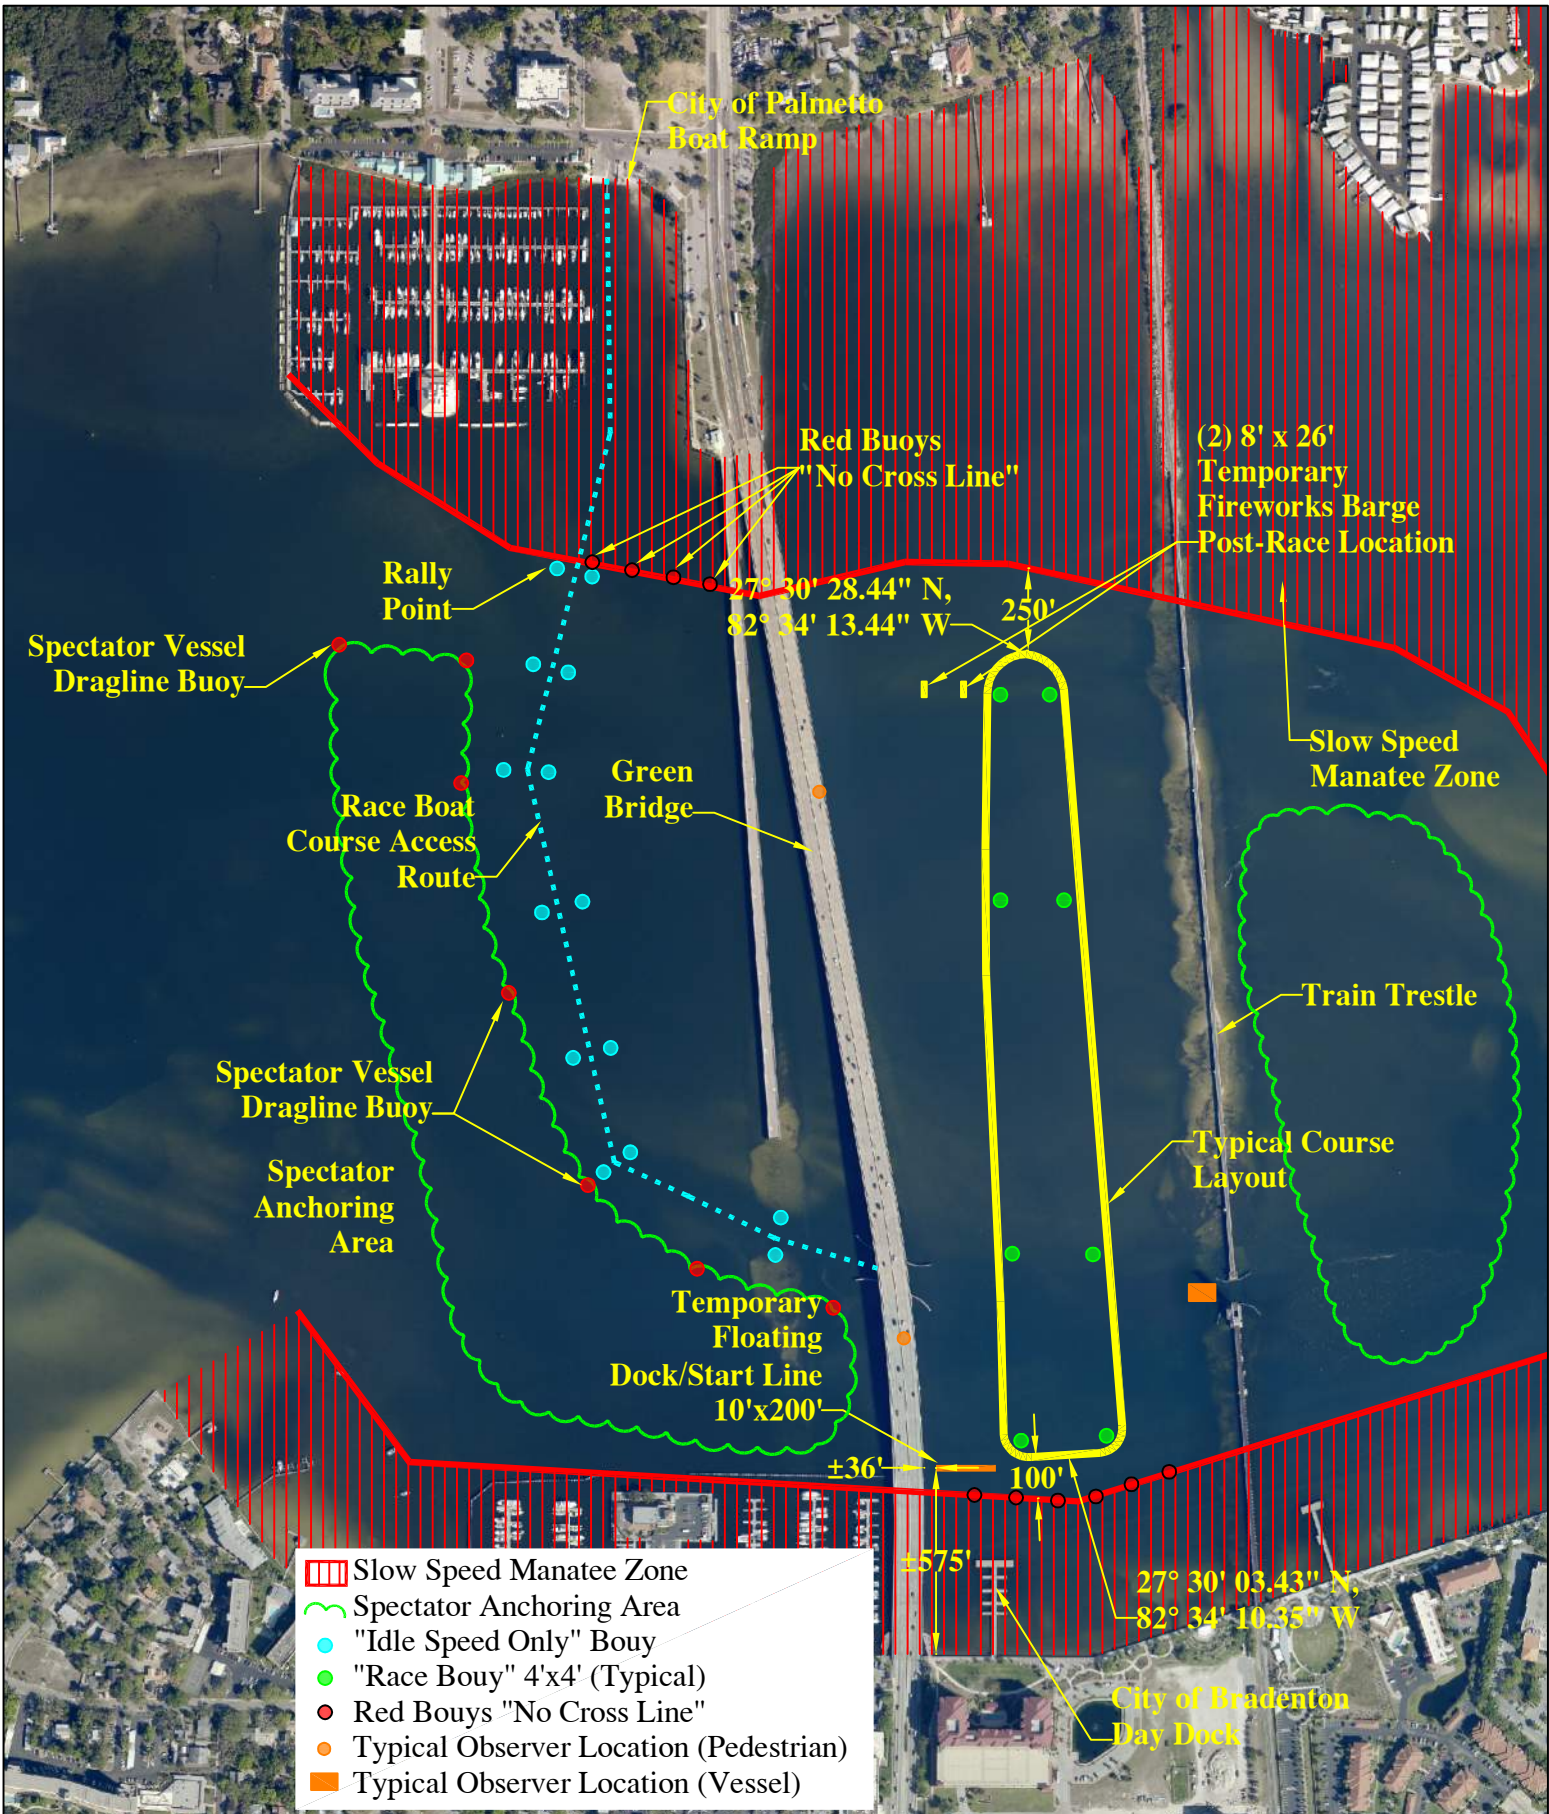 City of Palmetto
Boat Ramp
Red Buoys
"No Cross Line"
(2) 8' x 26'
Temporary
Fireworks Barge
Post-Race Location
Rally
Point
27° 30' 28.44" N,
82° 34' 13.44" W
250'
Spectator Vessel
Dragline Buoy
Slow Speed
Manatee Zone
Green
Bridge
Race Boat
Course Access
Route
Train Trestle
Spectator Vessel
Dragline Buoy
Typical Course
Layout
Spectator
Anchoring
Area
Temporary
Floating
Dock/Start Line
10'x200'
±36'
100'
±575'
27° 30' 03.43" N,
82° 34' 10.35" W
City of Bradenton
Day Dock
Slow Speed Manatee Zone
Spectator Anchoring Area
"Idle Speed Only" Bouy
"Race Bouy" 4'x4' (Typical)
Red Bouys "No Cross Line"
Typical Observer Location (Pedestrian)
Typical Observer Location (Vessel)